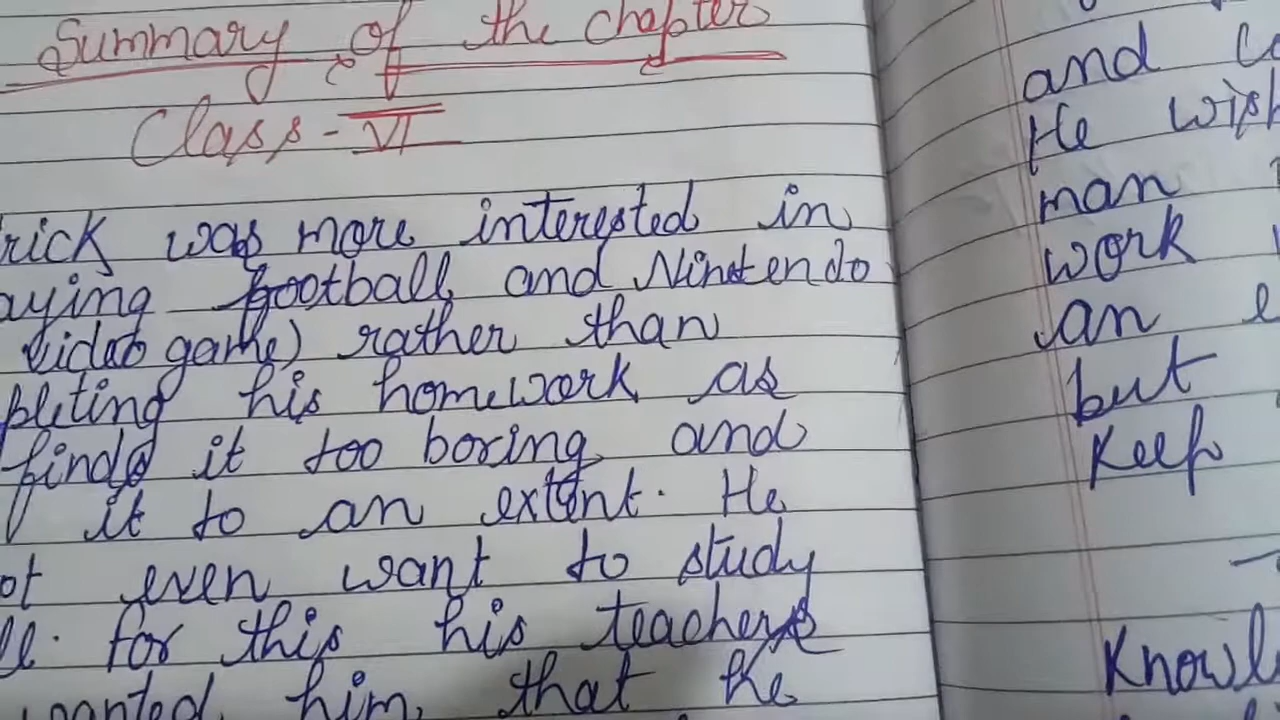 Summary of the chapter
Class - VI
rick was more interested in
aying football and Nintendo
video game) rather than
pleting his homework as
finds it too boring and
it to an extent. He
ot even want to study
ll. for this his teachers
him, that the
and
He wish
man
work
an
but
Keep
Knowl